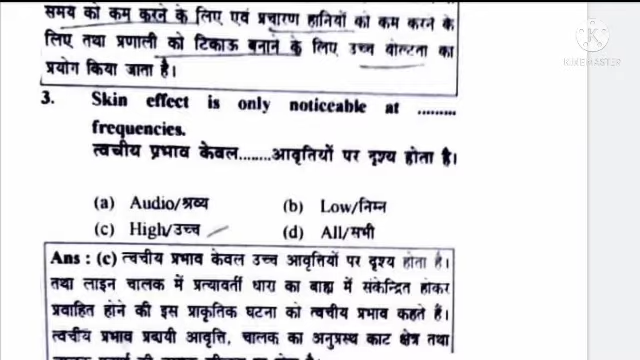 समय को कम करने के लिए एवं प्रचारण हानियों को कम करने के
लिए तथा प्रणाली को टिकाऊ बनाने के लिए उच्च वोल्टता का
प्रयोग किया जाता है।
KINEMASTER
3. Skin effect is only noticeable at .........
frequencies.
त्वचीय प्रभाव केवल........आवृतियों पर दृश्य होता है।
(a) Audio/श्रव्य (b) Low/निम्न
(c) High/उच्च (d) All/सभी
Ans : (c) त्वचीय प्रभाव केवल उच्च आवृत्तियों पर दृश्य होता है।
तथा लाइन चालक में प्रत्यावर्ती धारा का बाह्य में संकेन्द्रित होकर
प्रवाहित होने की इस प्राकृतिक घटना को त्वचीय प्रभाव कहते हैं।
त्वचीय प्रभाव प्रदायी आवृत्ति, चालक का अनुप्रस्थ काट क्षेत्र तथा